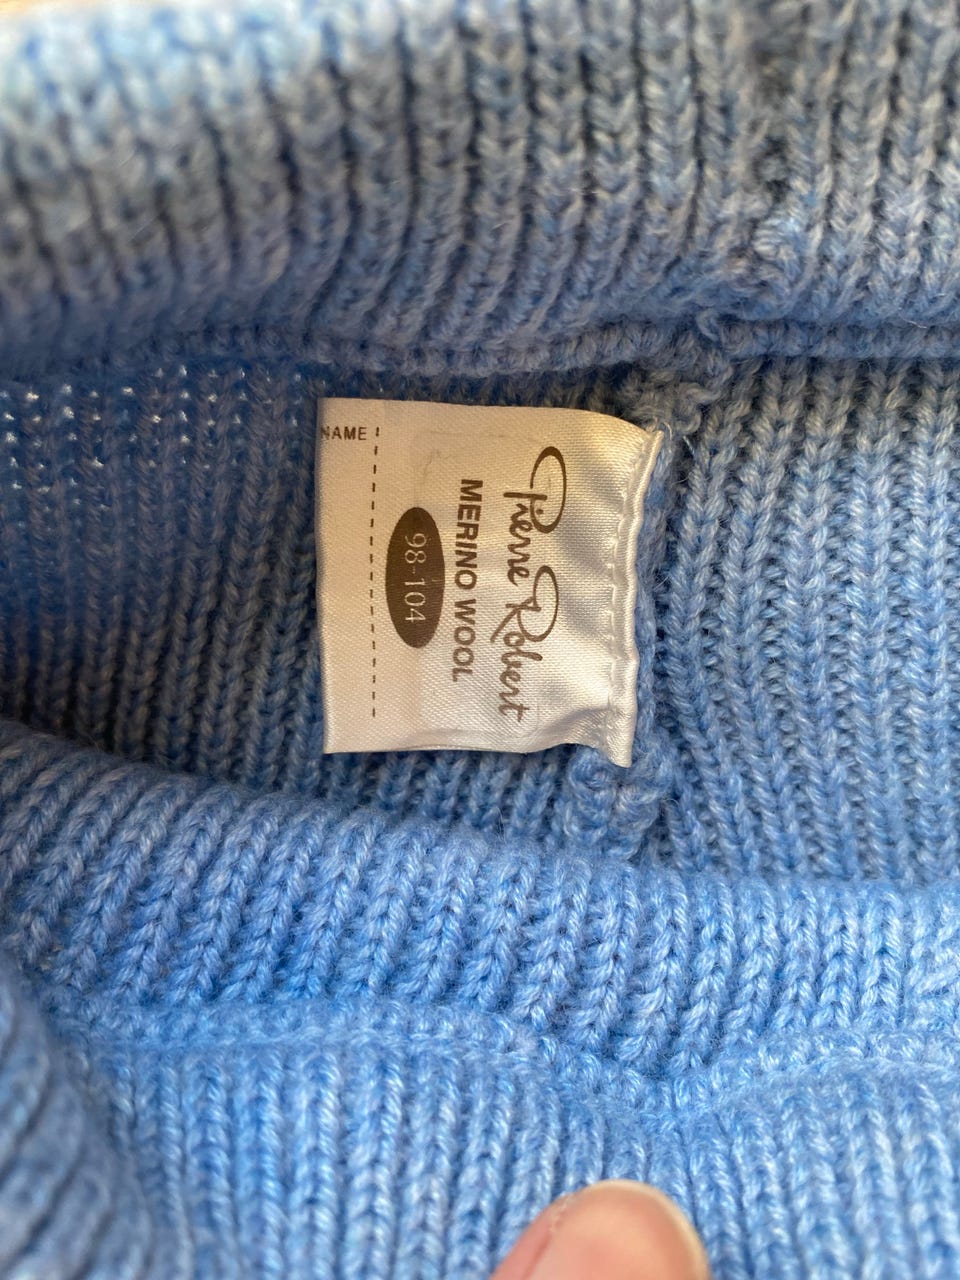 Pierre Robert
MERINO WOOL
98-104
NAME